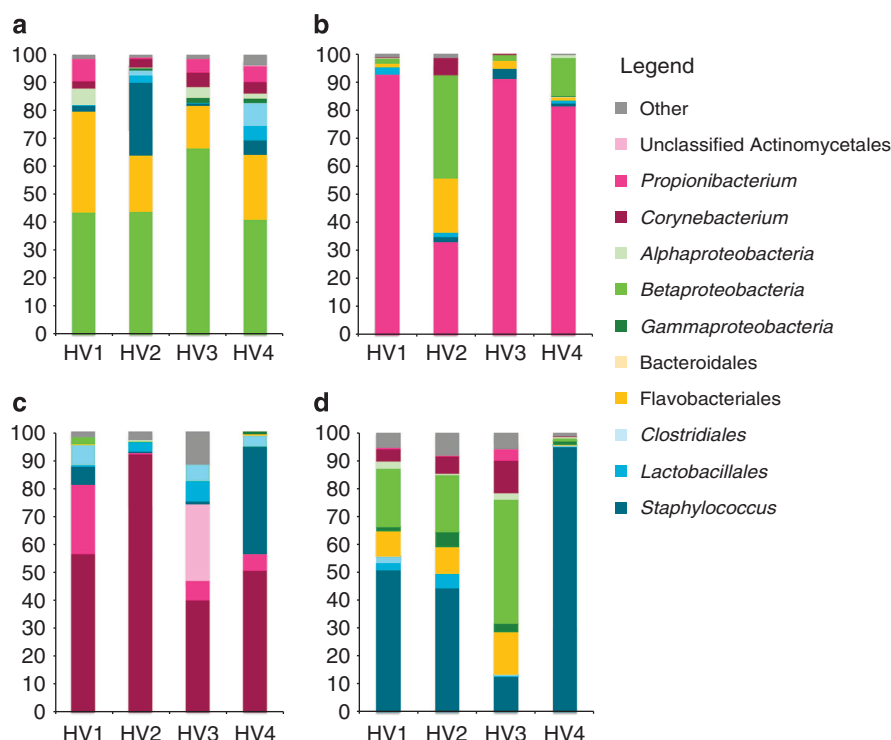 a
100
90
80
70
60
50
40
30
20
10
0
HV1 HV2 HV3 HV4
b
100
90
80
70
60
50
40
30
20
10
0
HV1 HV2 HV3 HV4
Legend
Other
Unclassified Actinomycetales
Propionibacterium
Corynebacterium
Alphaproteobacteria
Betaproteobacteria
Gammaproteobacteria
Bacteroidales
Flavobacteriales
Clostridiales
Lactobacillales
Staphylococcus
c
100
90
80
70
60
50
40
30
20
10
0
HV1 HV2 HV3 HV4
d
100
90
80
70
60
50
40
30
20
10
0
HV1 HV2 HV3 HV4